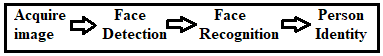 Acquire image
Face Detection
Face Recognition
Person Identity